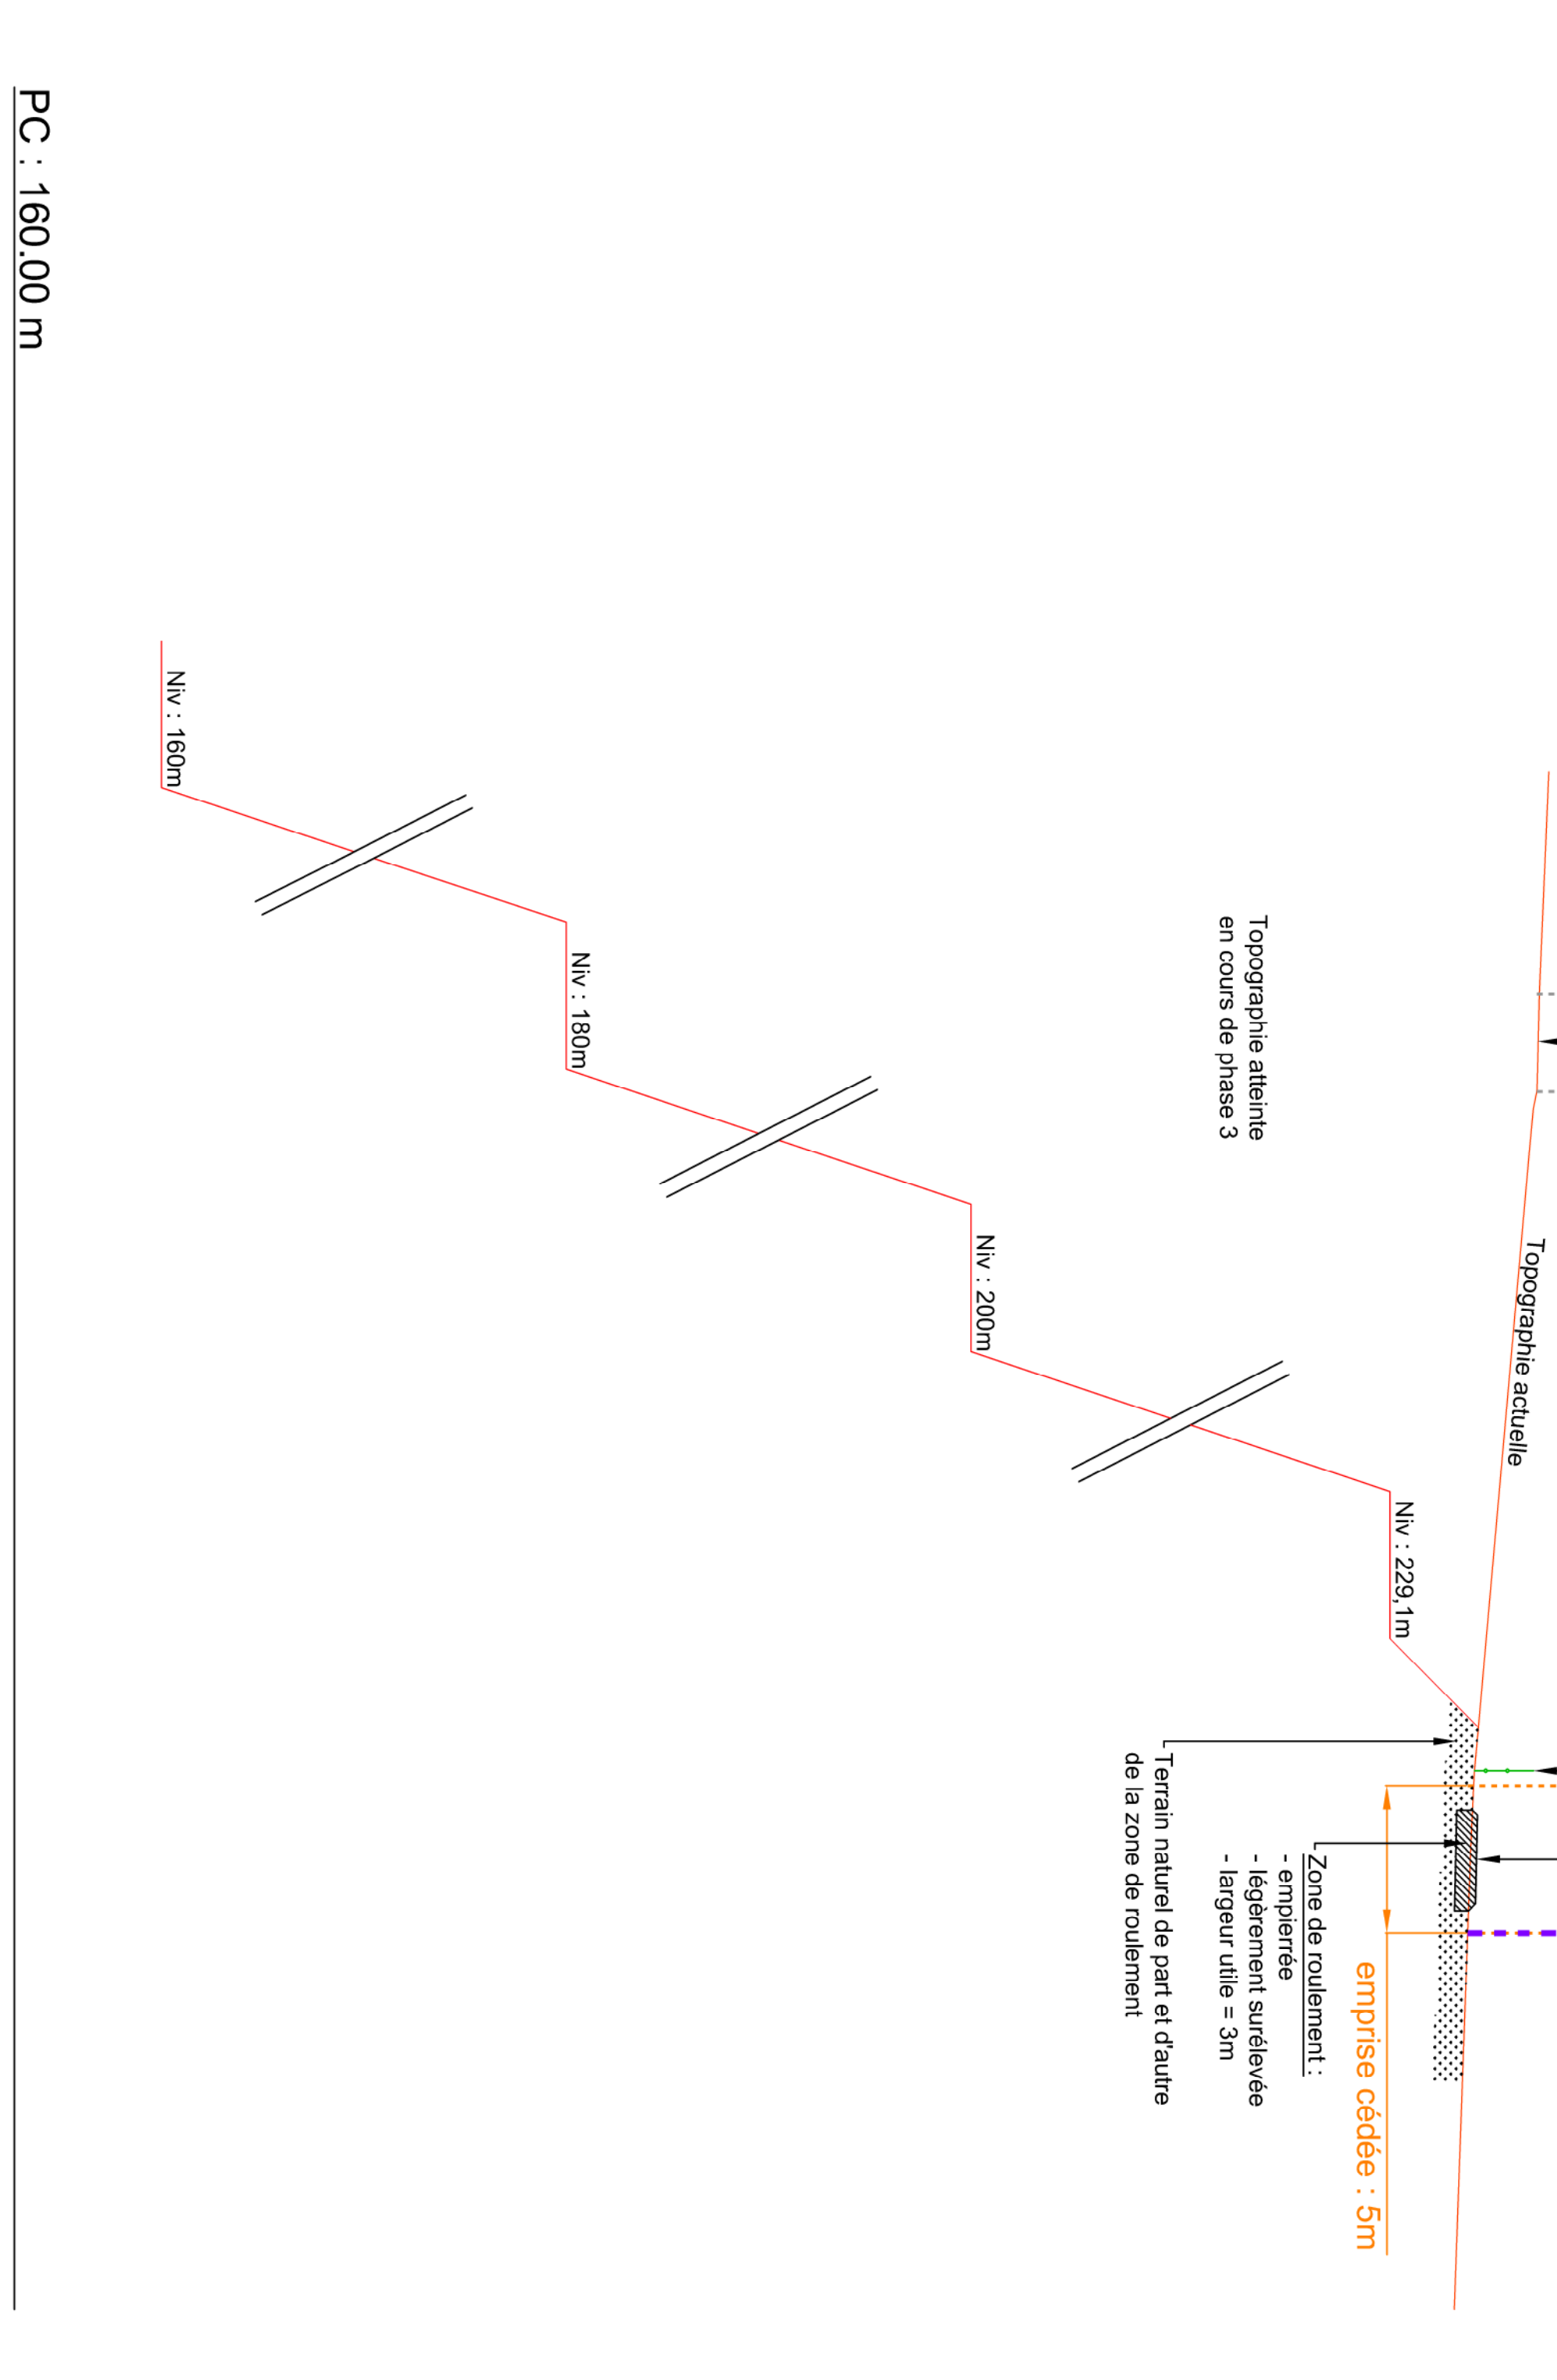 Topographie actuelle
Topographie atteinte
en cours de phase 3
Niv : 229,1m
emprise cédée : 5m
Zone de roulement :
- empierrée
- légèrement surélevée
- largeur utile = 3m
Terrain naturel de part et d'autre
de la zone de roulement
Niv : 200m
Niv : 180m
Niv : 160m
PC : 160.00 m